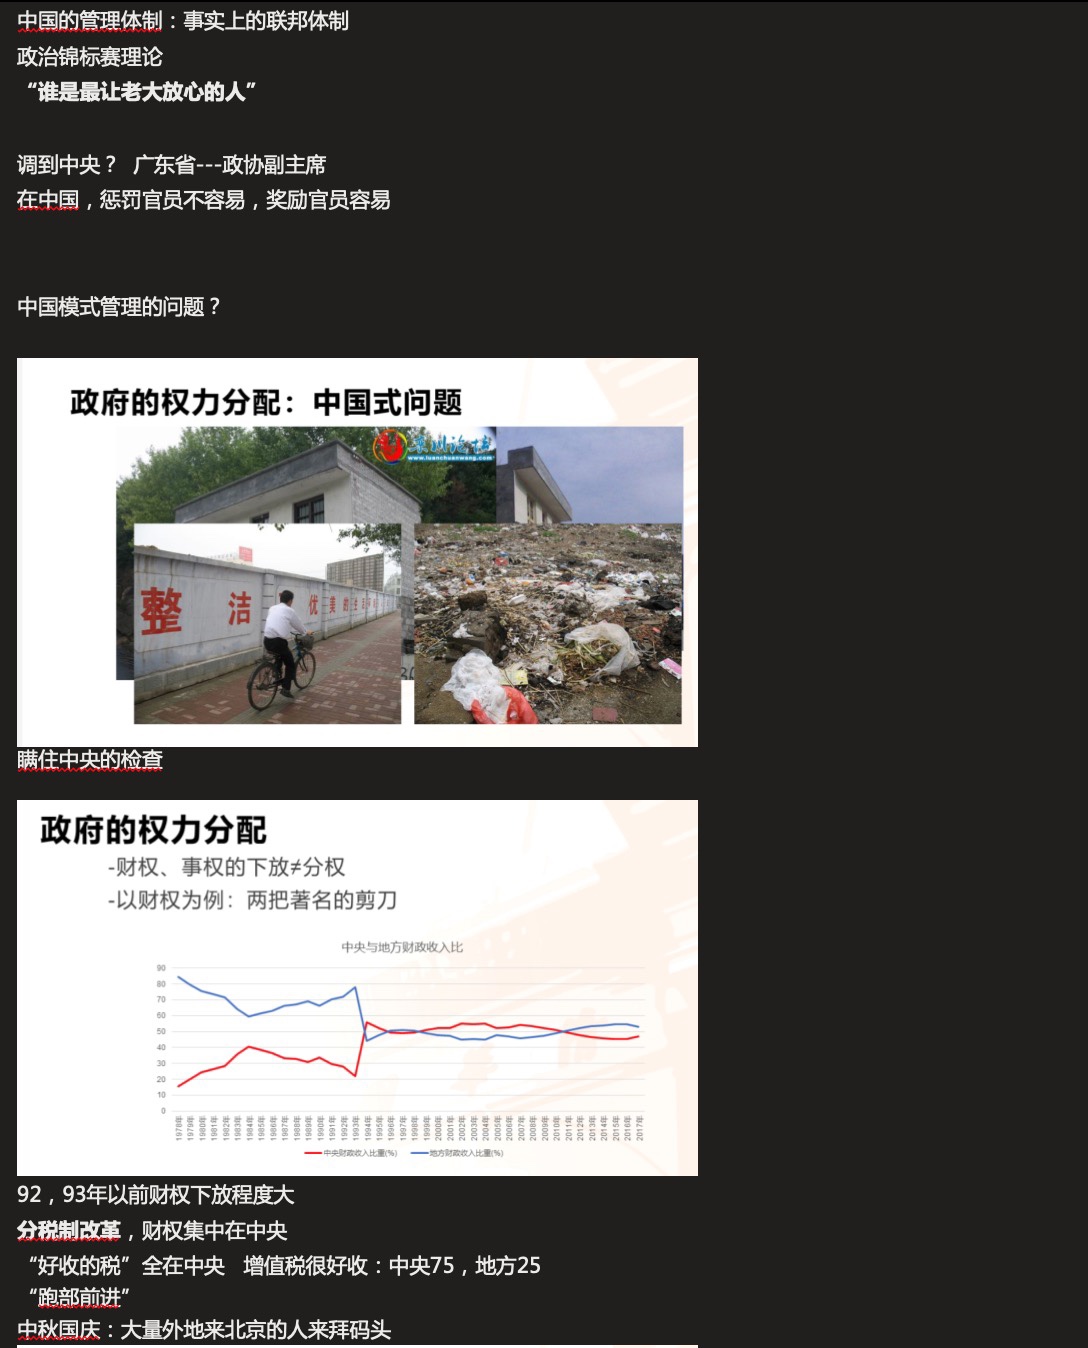 中国的管理体制：事实上的联邦体制
政治锦标赛理论
“谁是最让老大放心的人”
调到中央？ 广东省---政协副主席
在中国，惩罚官员不容易，奖励官员容易
中国模式管理的问题？
政府的权力分配：中国式问题
www.luanchuanwang.com
整 洁 优 美
瞒住中央的检查
政府的权力分配
-财权、事权的下放≠分权
-以财权为例：两把著名的剪刀
中央与地方财政收入比
90
80
70
60
50
40
30
20
10
0
1978年 1979年 1980年 1981年 1982年 1983年 1984年 1985年 1986年 1987年 1988年 1989年 1990年 1991年 1992年 1993年 1994年 1995年 1996年 1997年 1998年 1999年 2000年 2001年 2002年 2003年 2004年 2005年 2006年 2007年 2008年 2009年 2010年 2011年 2012年 2013年 2014年 2015年 2016年 2017年
中央财政收入比重(%) 地方财政收入比重(%)
92，93年以前财权下放程度大
分税制改革，财权集中在中央
“好收的税”全在中央 增值税很好收：中央75，地方25
“跑部前进”
中秋国庆：大量外地来北京的人来拜码头